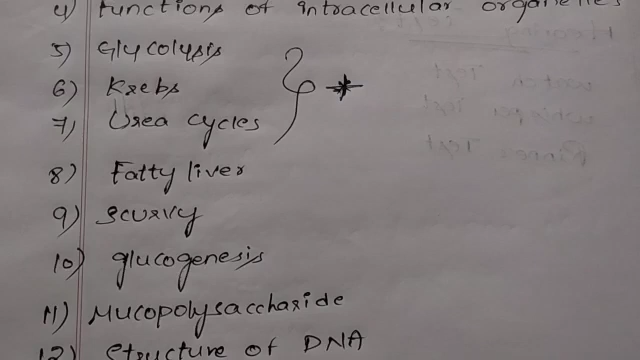 4) Functions of intracellular organelles
5) Glycolysis
6) Krebs
7) Urea cycles
8) Fatty liver
9) Scurvy
10) glucogenesis
11) Mucopolysaccharide
12) Structure of DNA